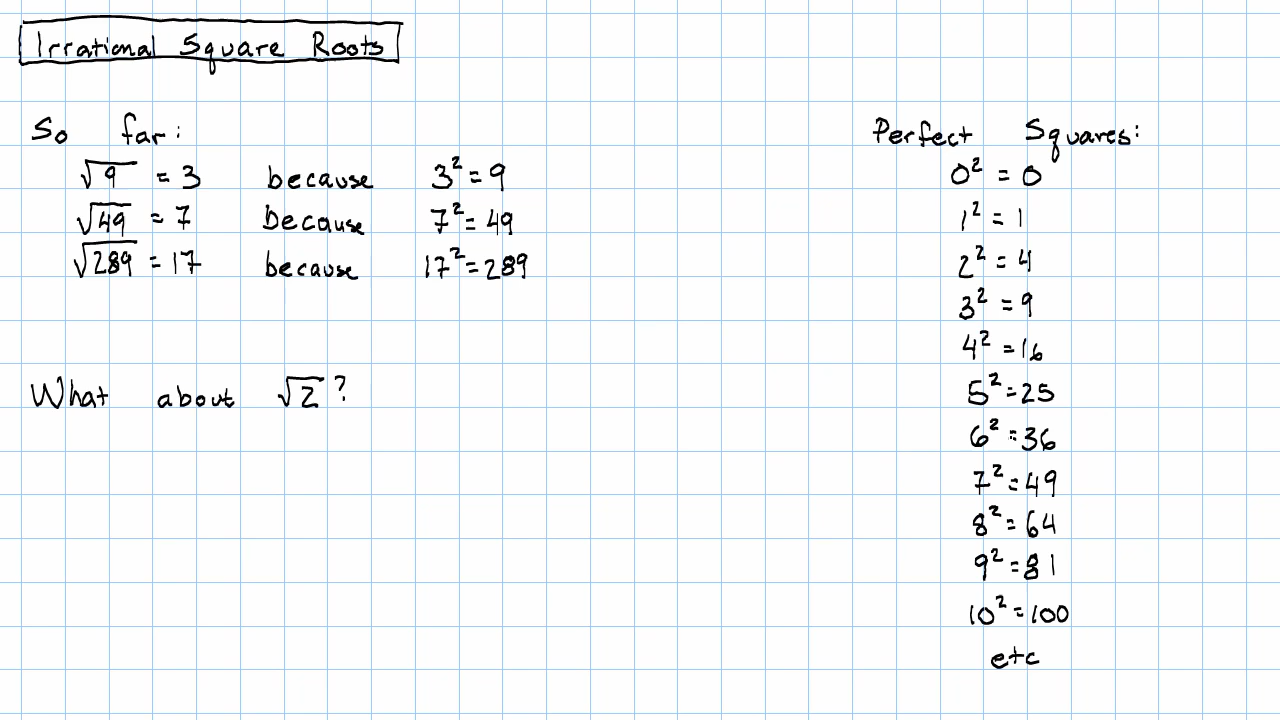 Irrational Square Roots
So far:
√9 = 3 because 3² = 9
√49 = 7 because 7² = 49
√289 = 17 because 17² = 289
What about √2?
Perfect Squares:
0² = 0
1² = 1
2² = 4
3² = 9
4² = 16
5² = 25
6² = 36
7² = 49
8² = 64
9² = 81
10² = 100
etc